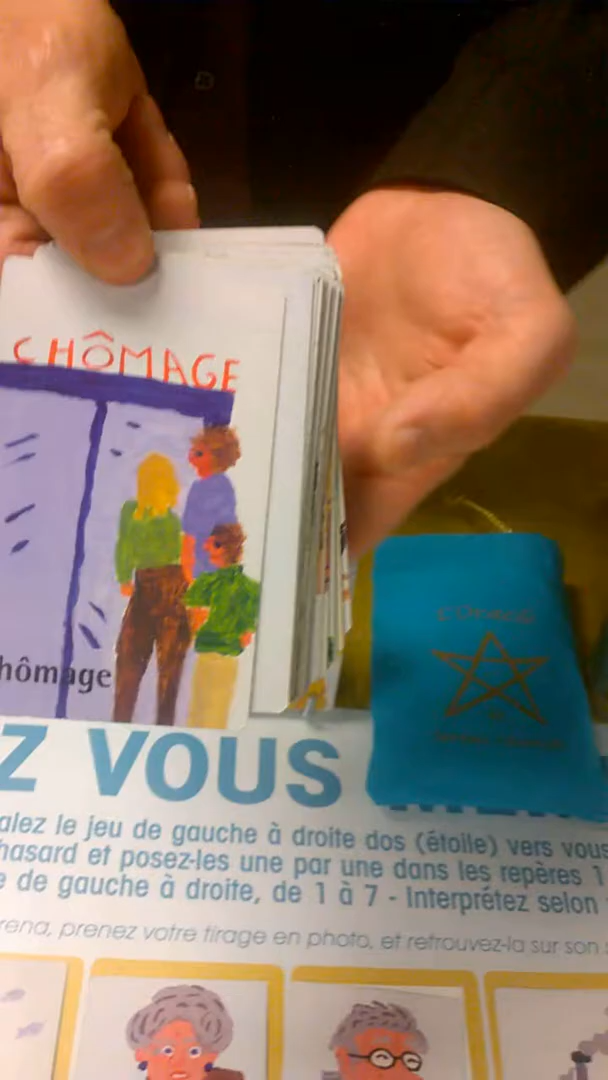 CHÔMAGE
hômage
Z VOUS
alez le jeu de gauche à droite dos (étoile) vers vous
hasard et posez-les une par une dans les repères 1
e de gauche à droite, de 1 à 7 - Interprétez selon
rena, prenez votre tirage en photo, et retrouvez-la sur son